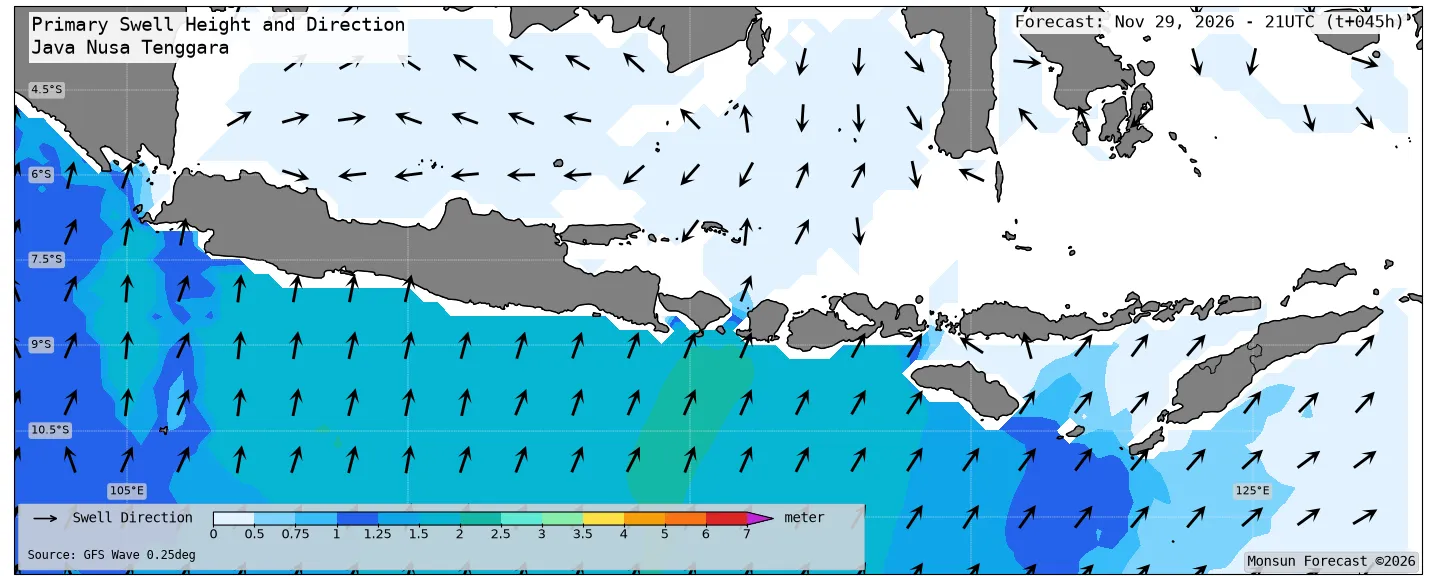 Primary Swell Height and Direction
Java Nusa Tenggara
Forecast: Nov 29, 2026 - 21UTC (t+045h)
4.5°S
6°S
7.5°S
9°S
10.5°S
105°E
125°E
Swell Direction
0 0.5 0.75 1 1.25 1.5 2 2.5 3 3.5 4 5 6 7
meter
Source: GFS Wave 0.25deg
Monsun Forecast ©2026